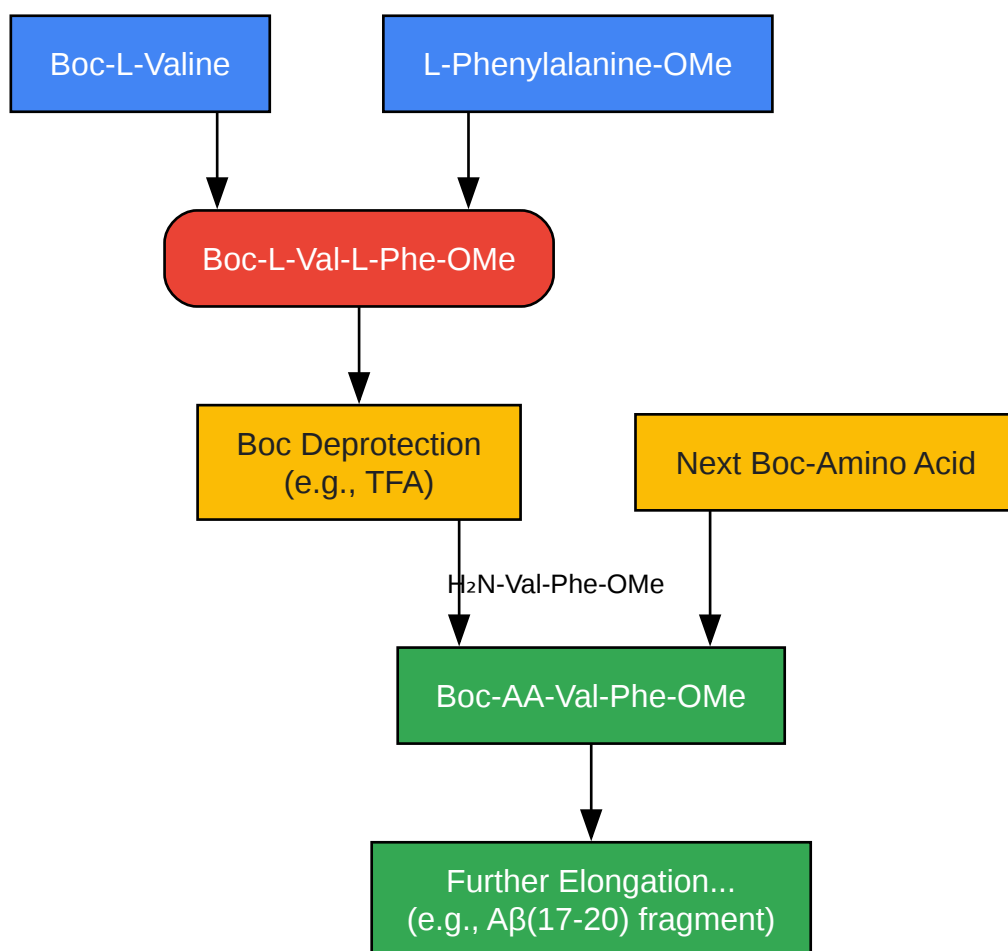 Boc-L-Valine
L-Phenylalanine-OMe
Boc-L-Val-L-Phe-OMe
Boc Deprotection
(e.g., TFA)
Next Boc-Amino Acid
H₂N-Val-Phe-OMe
Boc-AA-Val-Phe-OMe
Further Elongation...
(e.g., Aβ(17-20) fragment)